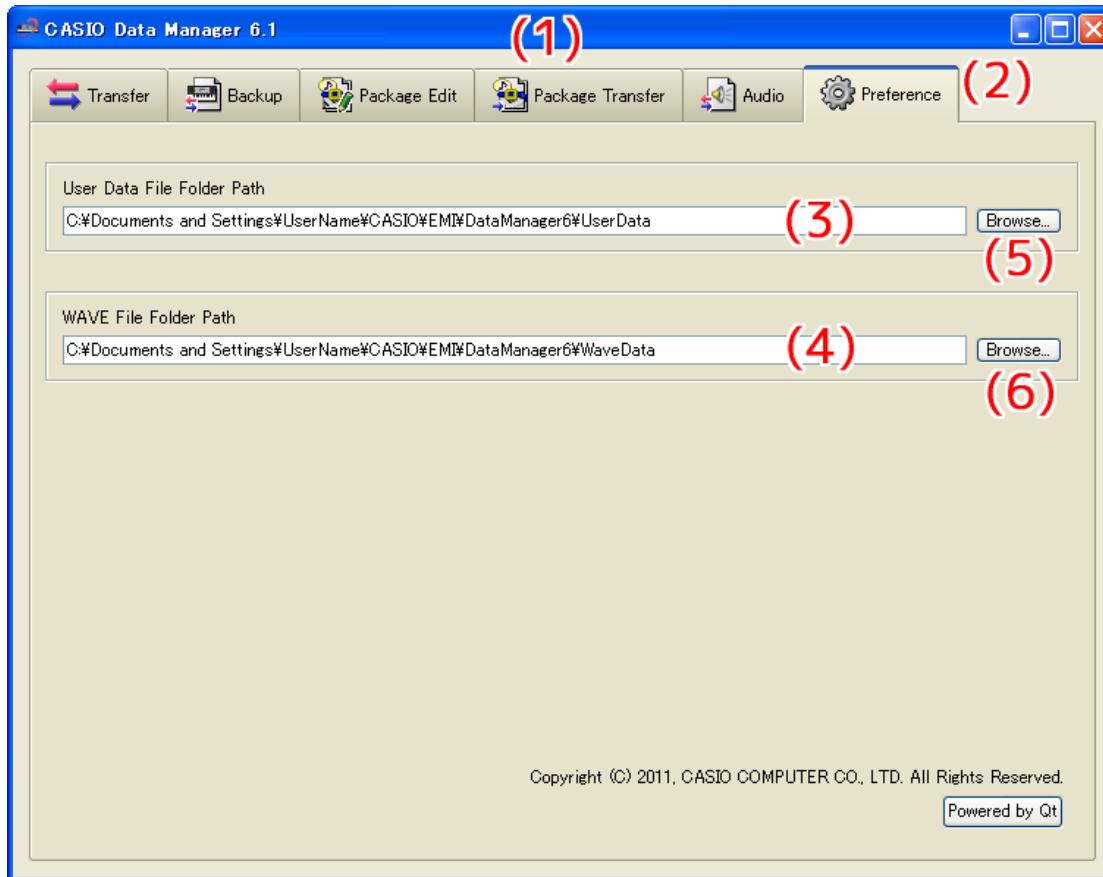 CASIO Data Manager 6.1
(1)
Transfer Backup Package Edit Package Transfer Audio Preference (2)
User Data File Folder Path
C:¥Documents and Settings¥UserName¥CASIO¥EMI¥DataManager6¥UserData (3) Browse...
(5)
WAVE File Folder Path
C:¥Documents and Settings¥UserName¥CASIO¥EMI¥DataManager6¥WaveData (4) Browse...
(6)
Copyright (C) 2011, CASIO COMPUTER CO., LTD. All Rights Reserved.
Powered by Qt